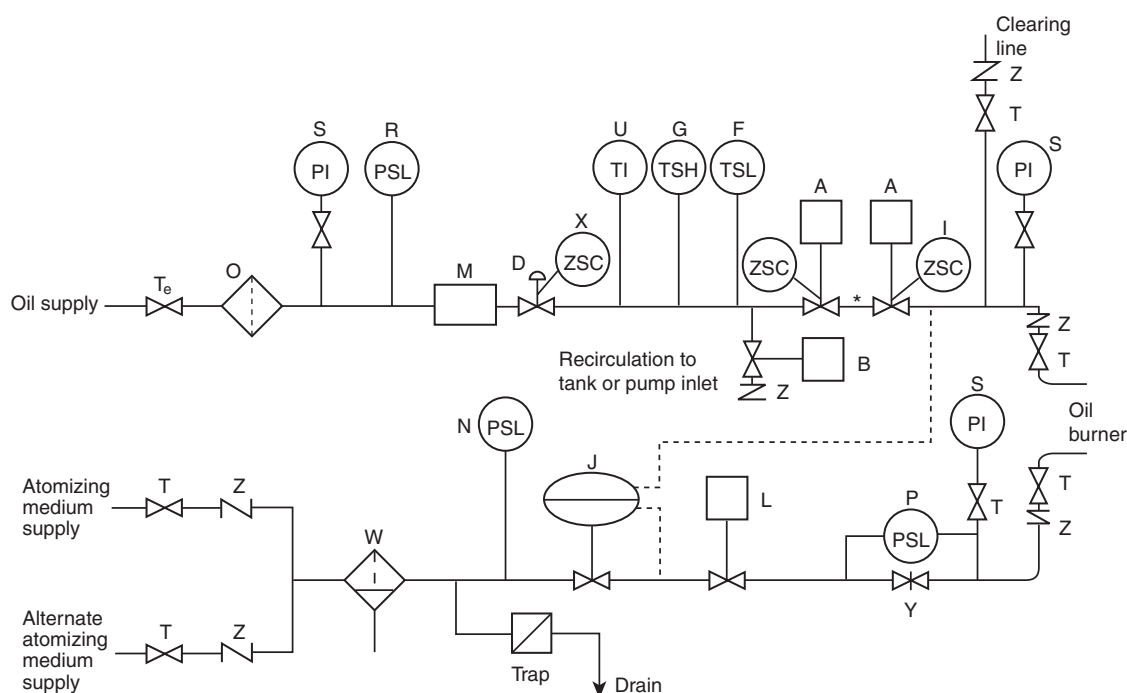 Clearing
line
Z
T
S
PI
R
PSL
U
TI
G
TSH
F
TSL
A
A
S
PI
X
ZSC
I
ZSC
ZSC
D
M
O
Te
Oil supply
*
Z
T
Recirculation to
tank or pump inlet
B
Z
S
PI
Oil
burner
N
PSL
J
L
T
Z
T
P
PSL
Y
Atomizing
medium
supply
T
Z
W
Alternate
atomizing
medium
supply
T
Z
Trap
Drain